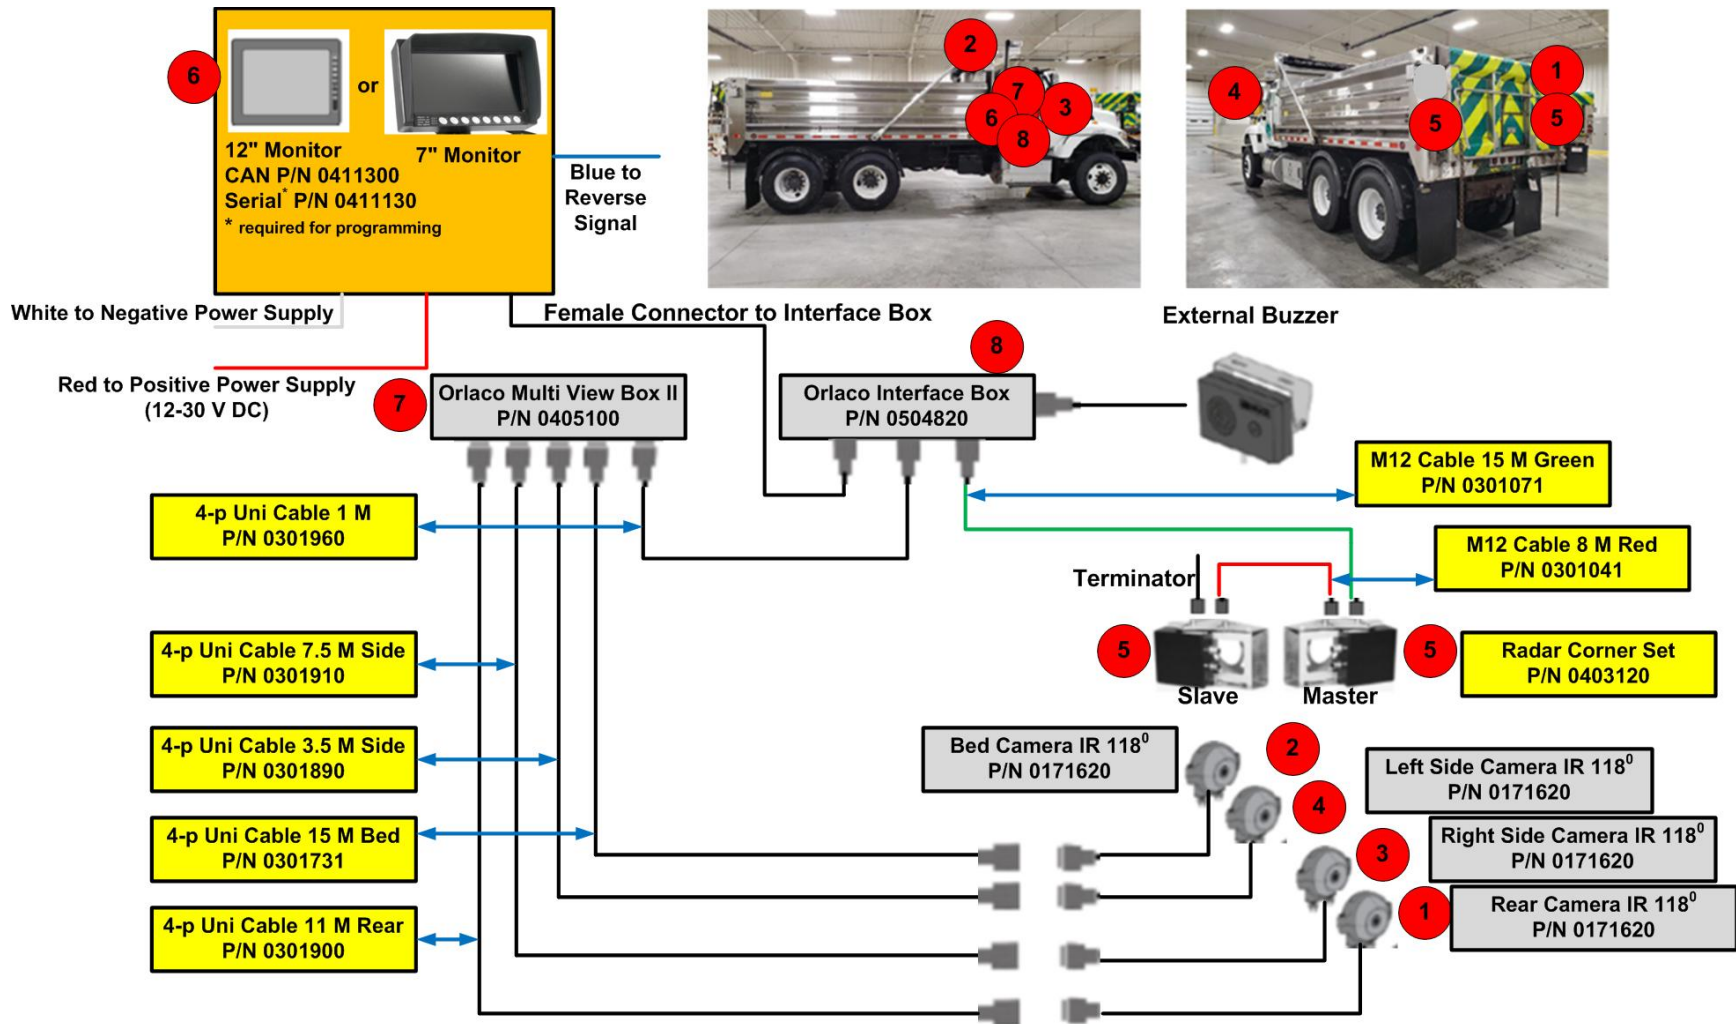 6
or
12" Monitor
CAN P/N 0411300
Serial* P/N 0411130
* required for programming
7" Monitor
Blue to
Reverse
Signal
2
7
3
6
8
4
1
5
5
White to Negative Power Supply
Female Connector to Interface Box
External Buzzer
Red to Positive Power Supply
(12-30 V DC)
7
Orlaco Multi View Box II
P/N 0405100
8
Orlaco Interface Box
P/N 0504820
M12 Cable 15 M Green
P/N 0301071
4-p Uni Cable 1 M
P/N 0301960
M12 Cable 8 M Red
P/N 0301041
Terminator
5
Slave
Master
5
Radar Corner Set
P/N 0403120
4-p Uni Cable 7.5 M Side
P/N 0301910
4-p Uni Cable 3.5 M Side
P/N 0301890
4-p Uni Cable 15 M Bed
P/N 0301731
4-p Uni Cable 11 M Rear
P/N 0301900
Bed Camera IR 118⁰
P/N 0171620
2
Left Side Camera IR 118⁰
P/N 0171620
4
Right Side Camera IR 118⁰
P/N 0171620
3
Rear Camera IR 118⁰
P/N 0171620
1